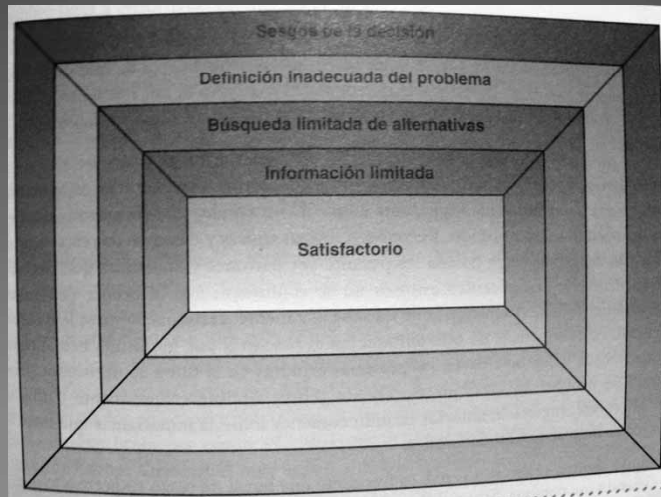 Sesgos de la decisión
Definición inadecuada del problema
Búsqueda limitada de alternativas
Información limitada
Satisfactorio